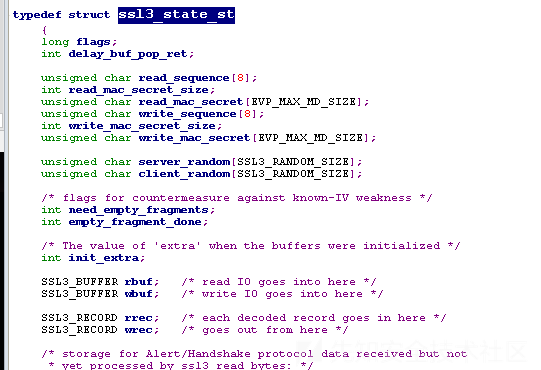 typedef struct ssl3_state_st
{
long flags;
int delay_buf_pop_ret;
unsigned char read_sequence[8];
int read_mac_secret_size;
unsigned char read_mac_secret[EVP_MAX_MD_SIZE];
unsigned char write_sequence[8];
int write_mac_secret_size;
unsigned char write_mac_secret[EVP_MAX_MD_SIZE];
unsigned char server_random[SSL3_RANDOM_SIZE];
unsigned char client_random[SSL3_RANDOM_SIZE];
/* flags for countermeasure against known-IV weakness */
int need_empty_fragments;
int empty_fragment_done;
/* The value of 'extra' when the buffers were initialized */
int init_extra;
SSL3_BUFFER rbuf; /* read IO goes into here */
SSL3_BUFFER wbuf; /* write IO goes into here */
SSL3_RECORD rrec; /* each decoded record goes in here */
SSL3_RECORD wrec; /* goes out from here */
/* storage for Alert/Handshake protocol data received but not
* yet processed by ssl3_read_bytes: */